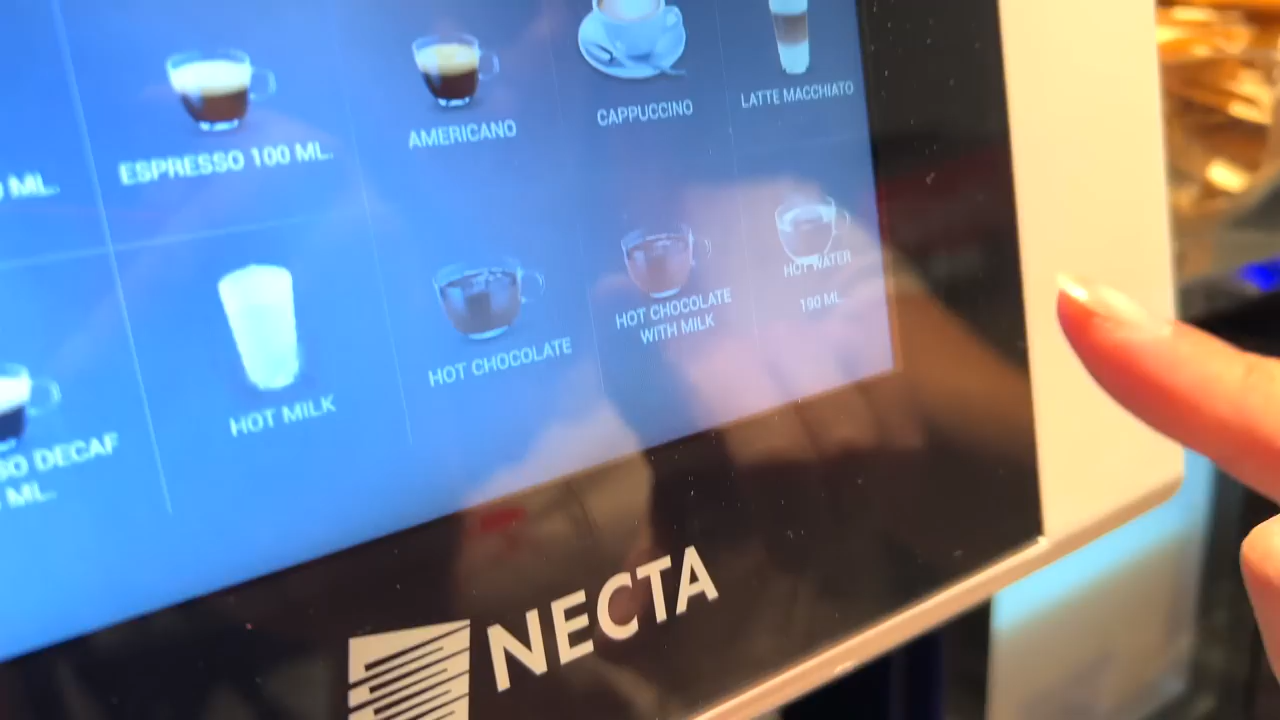 ML.
ESPRESSO 100 ML.
AMERICANO
CAPPUCCINO
LATTE MACCHIATO
DECAF
ML.
HOT MILK
HOT CHOCOLATE
HOT CHOCOLATE
WITH MILK
HOT WATER
190 ML.
NECTA